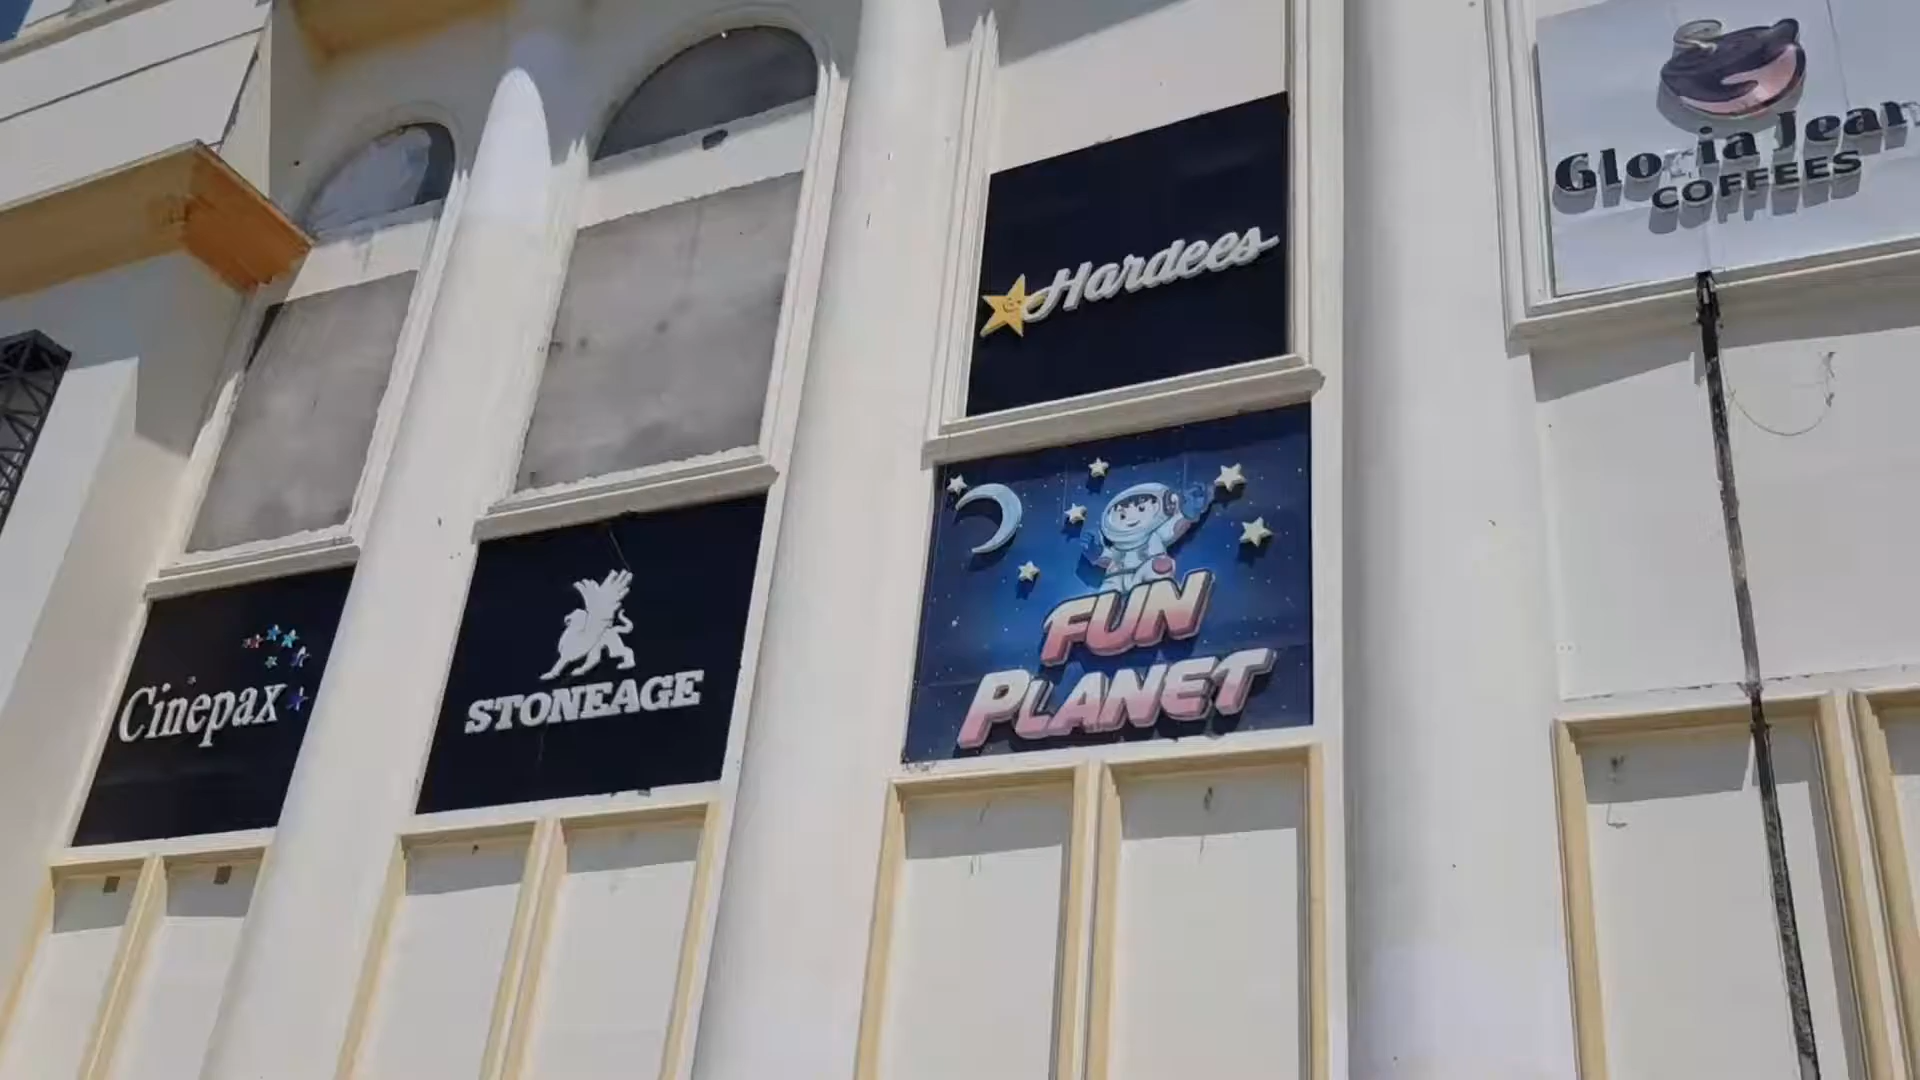 Gloria Jean
COFFEES
Hardees
Cinepax
STONEAGE
FUN
PLANET